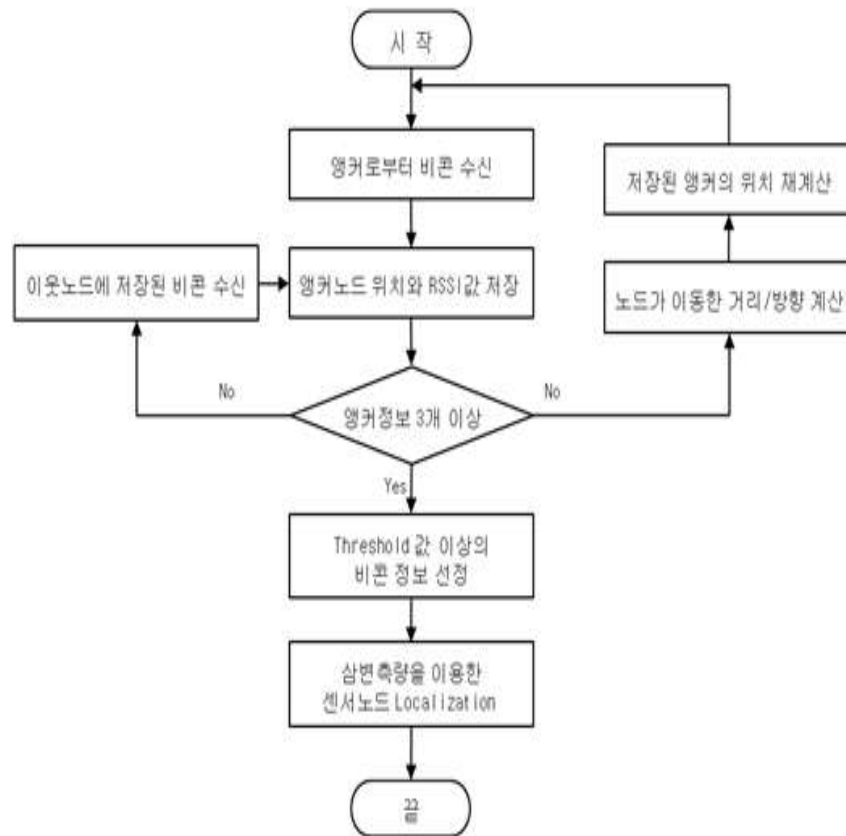 시 작
앵커로부터 비콘 수신
저장된 앵커의 위치 재계산
이웃노드에 저장된 비콘 수신
앵커노드 위치와 RSSI값 저장
노드가 이동한 거리/방향 계산
No
앵커정보 3개 이상
No
Yes
Threshold 값 이상의
비콘 정보 선정
삼변측량을 이용한
센서노드 Localization
끝